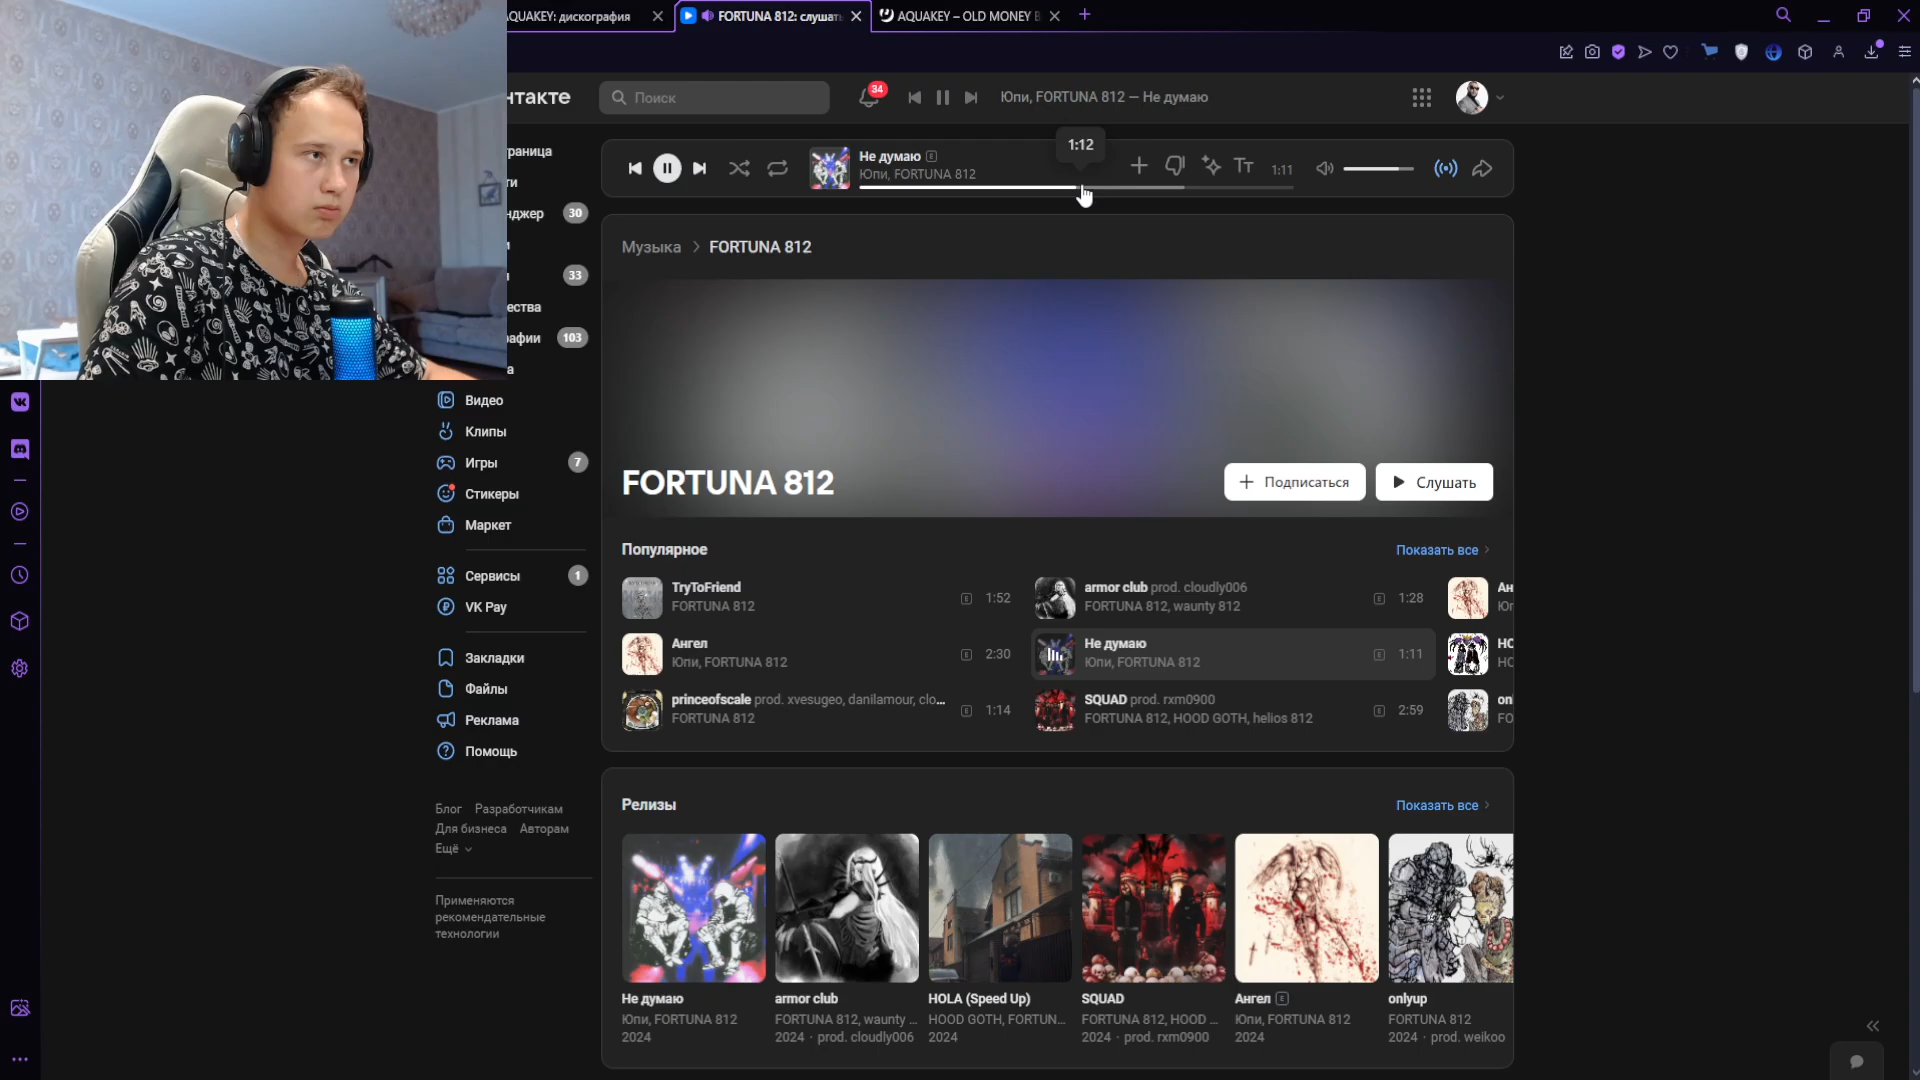 AQUAKEY: дискография
FORTUNA 812: слушать
AQUAKEY – OLD MONEY B
нтакте
Поиск
34
Юпи, FORTUNA 812 — Не думаю
1:12
Не думаю E
Юпи, FORTUNA 812
Тт
1:11
раница
ти
нджер 30
и
я 33
ества
афии 103
а
Видео
Клипы
Игры 7
Стикеры
Маркет
Сервисы 1
VK Pay
Закладки
Файлы
Реклама
Помощь
Блог Разработчикам
Для бизнеса Авторам
Ещё
Применяются
рекомендательные
технологии
Музыка > FORTUNA 812
FORTUNA 812
Подписаться
Слушать
Популярное
Показать все
TryToFriend
FORTUNA 812
E 1:52
armor club prod. cloudly006
FORTUNA 812, waunty 812
E 1:28
Ан
Юп
Ангел
Юпи, FORTUNA 812
E 2:30
Не думаю
Юпи, FORTUNA 812
E 1:11
HO
HO
princeofscale prod. xvesugeo, danilamour, clo...
FORTUNA 812
E 1:14
SQUAD prod. rxm0900
FORTUNA 812, HOOD GOTH, helios 812
E 2:59
on
FO
Релизы
Показать все
Не думаю
Юпи, FORTUNA 812
2024
armor club
FORTUNA 812, waunty ...
2024 · prod. cloudly006
HOLA (Speed Up)
HOOD GOTH, FORTUN...
2024
SQUAD
FORTUNA 812, HOOD ...
2024 · prod. rxm0900
Ангел E
Юпи, FORTUNA 812
2024
onlyup
FORTUNA 812
2024 · prod. weikoo